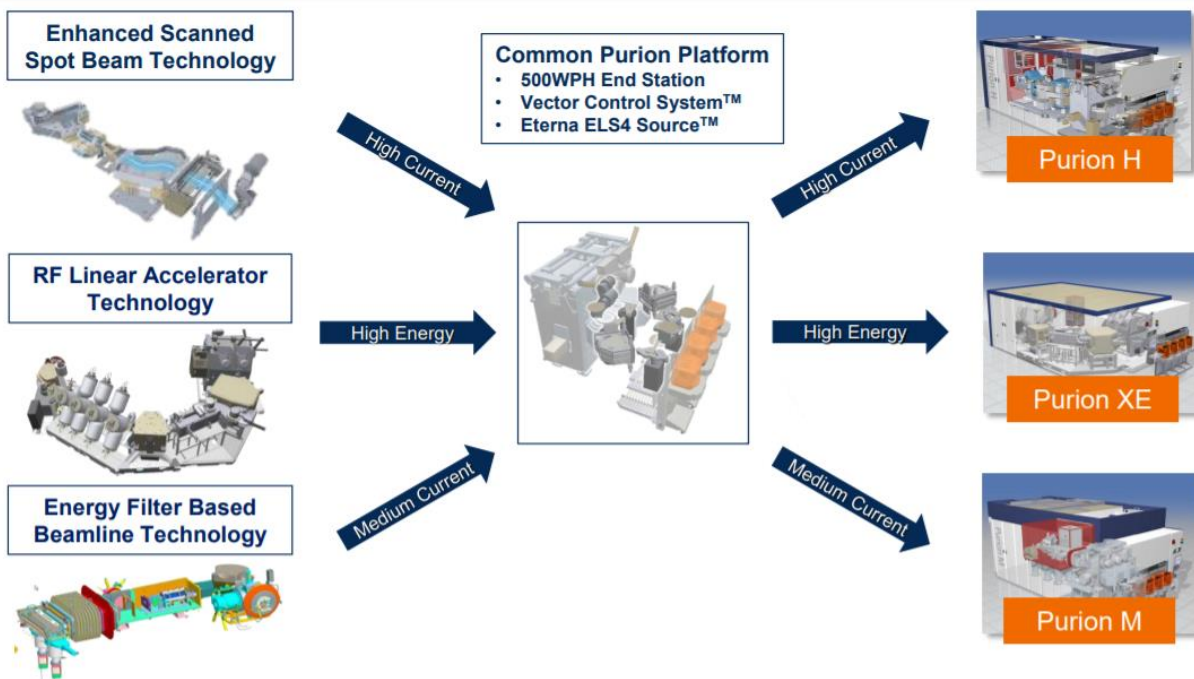 Enhanced Scanned
Spot Beam Technology
Common Purion Platform
• 500WPH End Station
• Vector Control System™
• Eterna ELS4 Source™
High Current
High Current
Purion H
RF Linear Accelerator
Technology
High Energy
High Energy
Purion XE
Energy Filter Based
Beamline Technology
Medium Current
Medium Current
Purion M